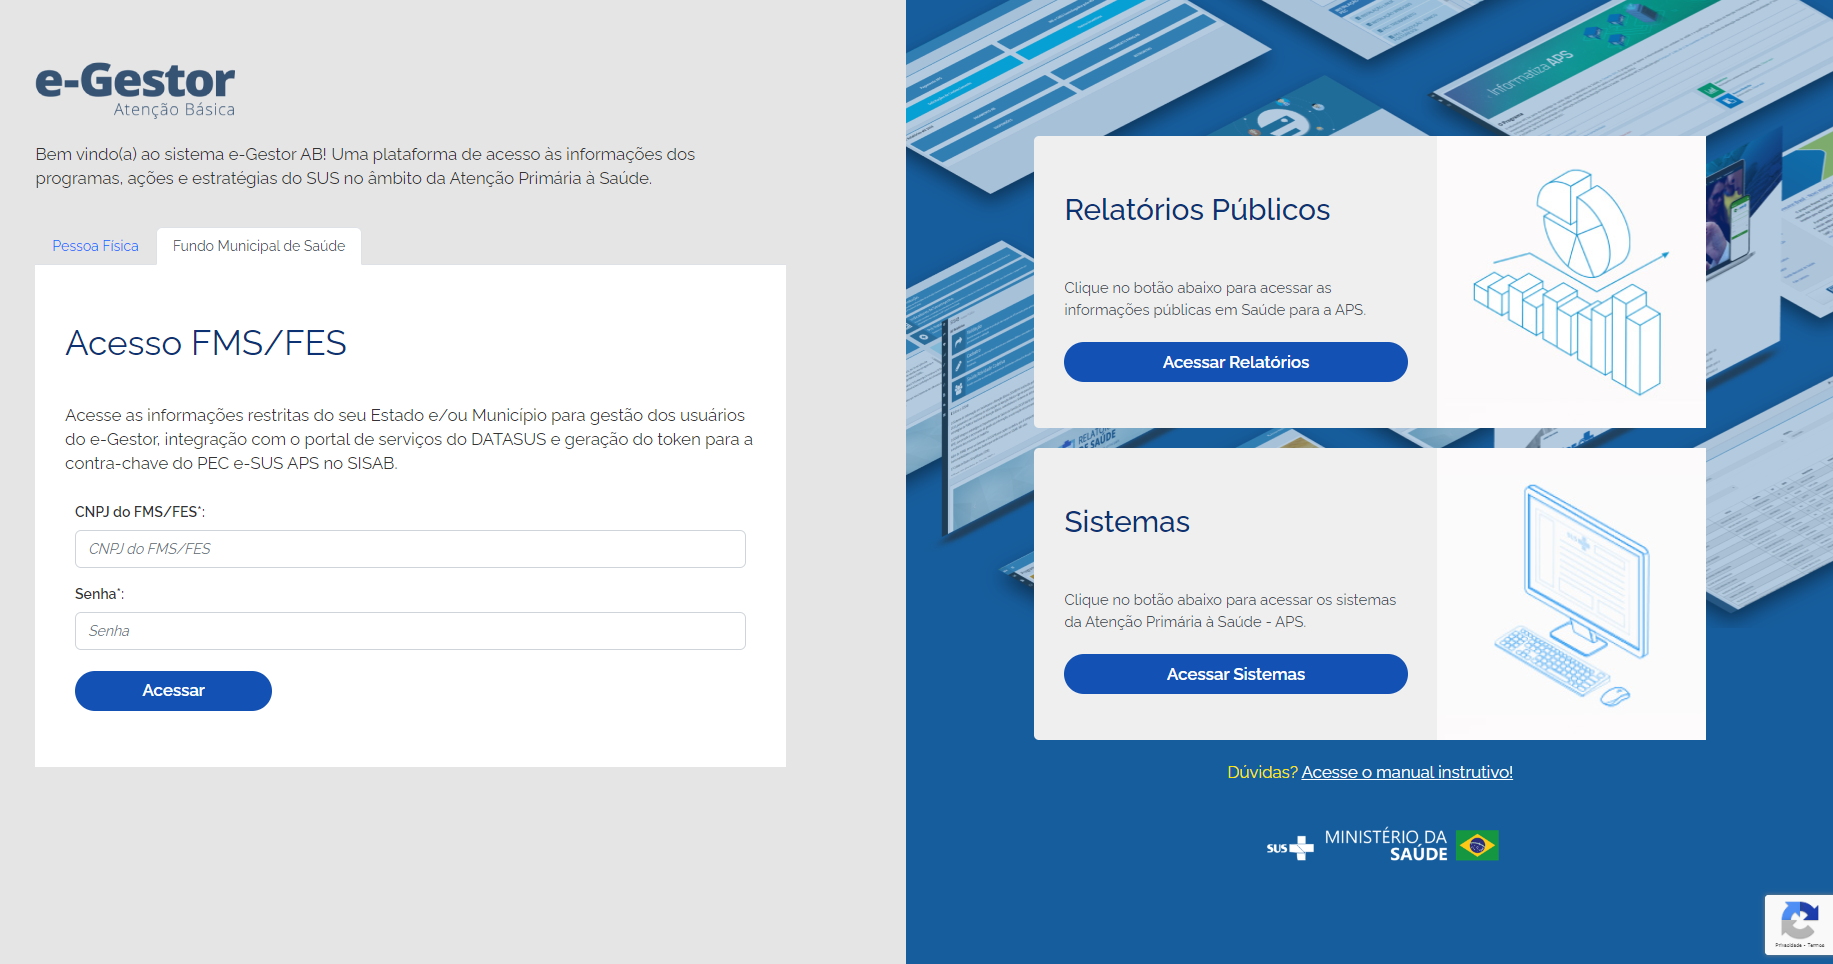 e-Gestor
Atenção Básica
Bem vindo(a) ao sistema e-Gestor AB! Uma plataforma de acesso às informações dos
programas, ações e estratégias do SUS no âmbito da Atenção Primária à Saúde.
Pessoa Física
Fundo Municipal de Saúde
Acesso FMS/FES
Acesse as informações restritas do seu Estado e/ou Município para gestão dos usuários
do e-Gestor, integração com o portal de serviços do DATASUS e geração do token para a
contra-chave do PEC e-SUS APS no SISAB.
CNPJ do FMS/FES*:
CNPJ do FMS/FES
Senha*:
Senha
Acessar
Informatiza APS
O Programa
Relatórios Públicos
Clique no botão abaixo para acessar as
informações públicas em Saúde para a APS.
Acessar Relatórios
Sistemas
Clique no botão abaixo para acessar os sistemas
da Atenção Primária à Saúde - APS.
Acessar Sistemas
Dúvidas? Acesse o manual instrutivo!
SUS
MINISTÉRIO DA
SAÚDE
Privacidade - Termos